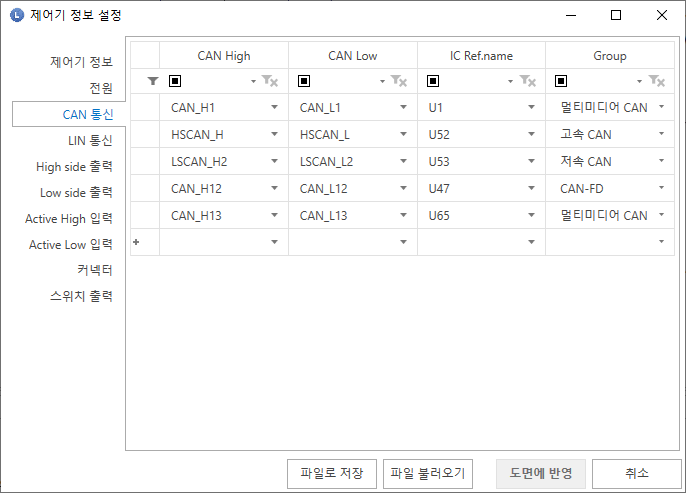 L 제어기 정보 설정
제어기 정보
전원
CAN 통신
LIN 통신
High side 출력
Low side 출력
Active High 입력
Active Low 입력
커넥터
스위치 출력
CAN High CAN Low IC Ref.name Group
CAN_H1 CAN_L1 U1 멀티미디어 CAN
HSCAN_H HSCAN_L U52 고속 CAN
LSCAN_H2 LSCAN_L2 U53 저속 CAN
CAN_H12 CAN_L12 U47 CAN-FD
CAN_H13 CAN_L13 U65 멀티미디어 CAN
파일로 저장 파일 불러오기 도면에 반영 취소